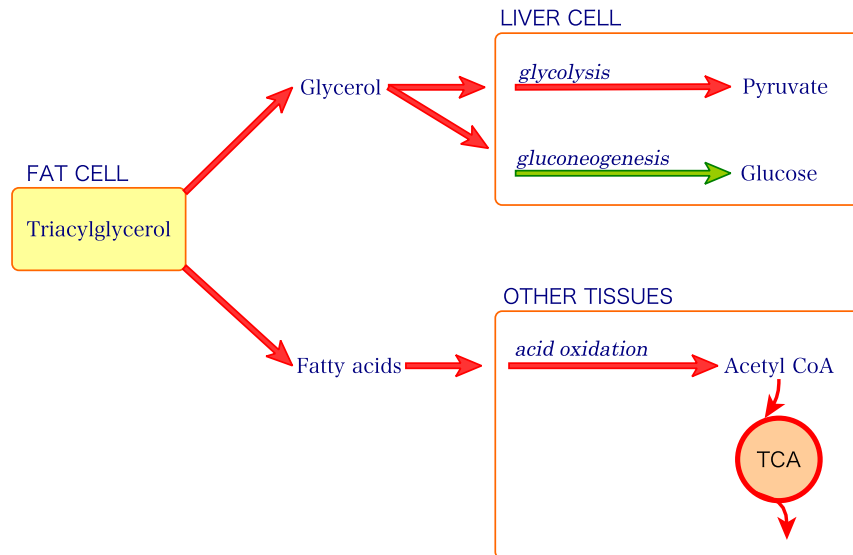 LIVER CELL
Glycerol
glycolysis
Pyruvate
gluconeogenesis
Glucose
FAT CELL
Triacylglycerol
OTHER TISSUES
Fatty acids
acid oxidation
Acetyl CoA
TCA